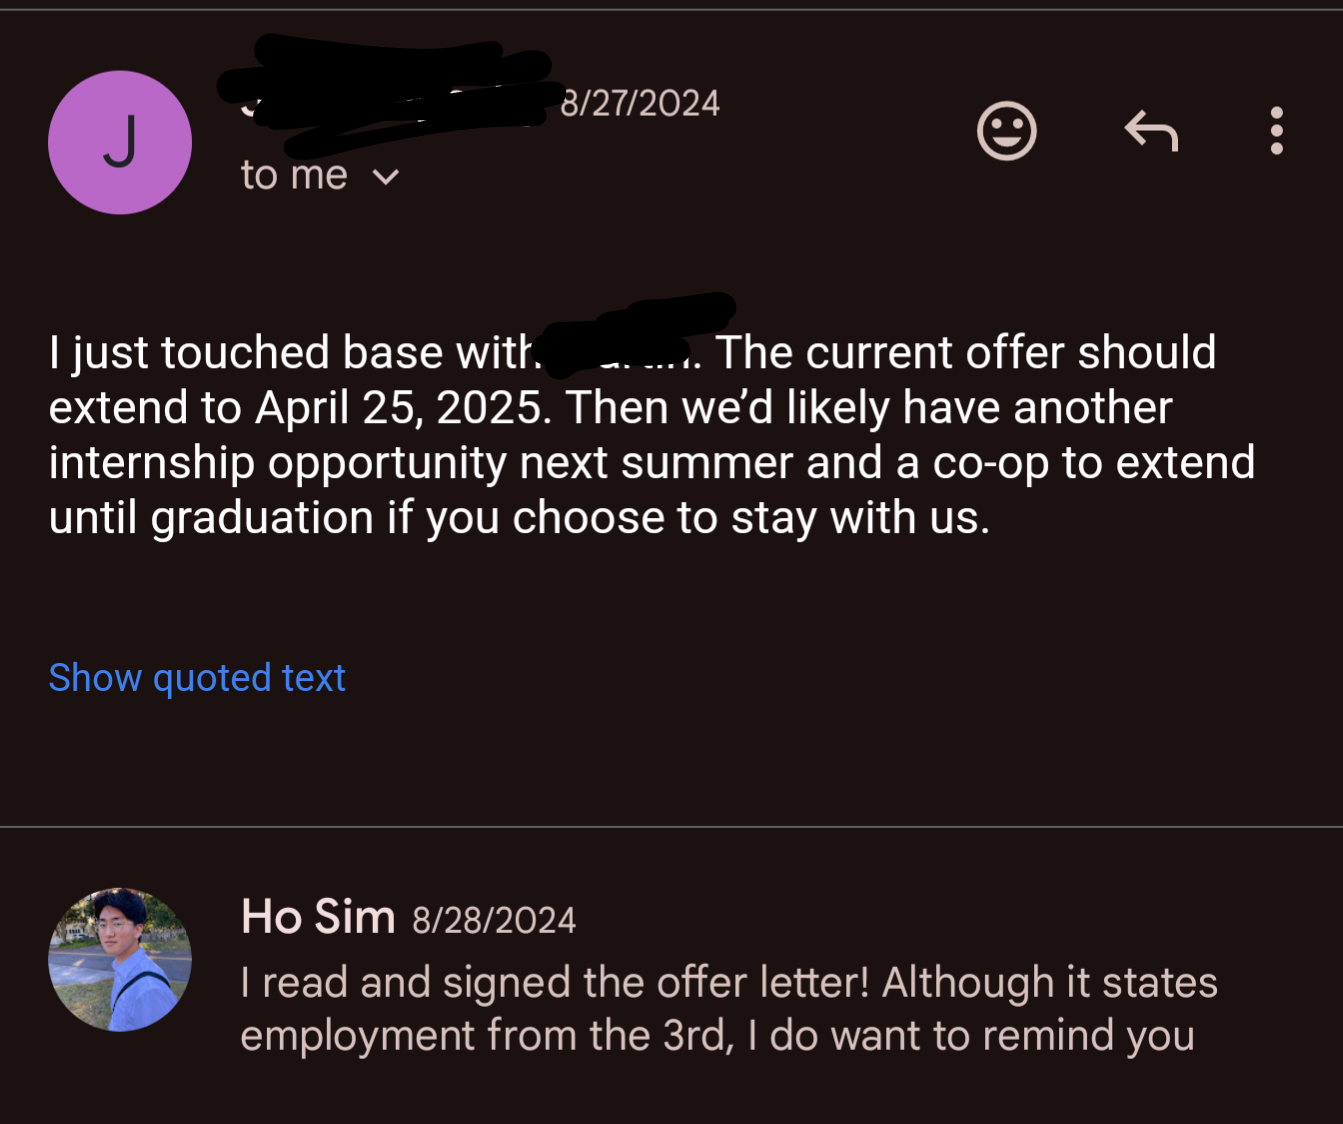 J
8/27/2024
to me
I just touched base with . The current offer should
extend to April 25, 2025. Then we’d likely have another
internship opportunity next summer and a co-op to extend
until graduation if you choose to stay with us.
Show quoted text
Ho Sim 8/28/2024
I read and signed the offer letter! Although it states
employment from the 3rd, I do want to remind you